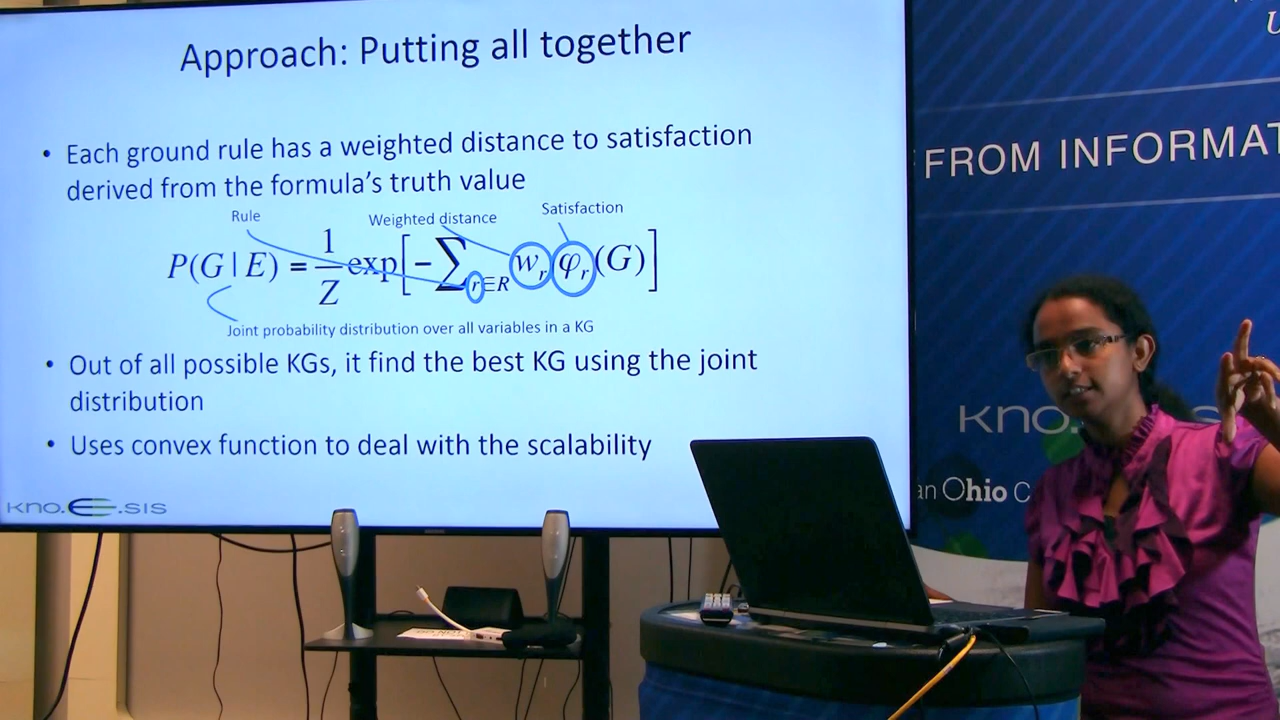 Approach: Putting all together
• Each ground rule has a weighted distance to satisfaction
derived from the formula's truth value
Rule
Weighted distance
Satisfaction
P(G | E) = 1/Z exp[−∑r∈R wr φr(G)]
Joint probability distribution over all variables in a KG
• Out of all possible KGs, it find the best KG using the joint
distribution
• Uses convex function to deal with the scalability
kno.e.sis
FROM INFORMAT
kno. s
an Ohio C